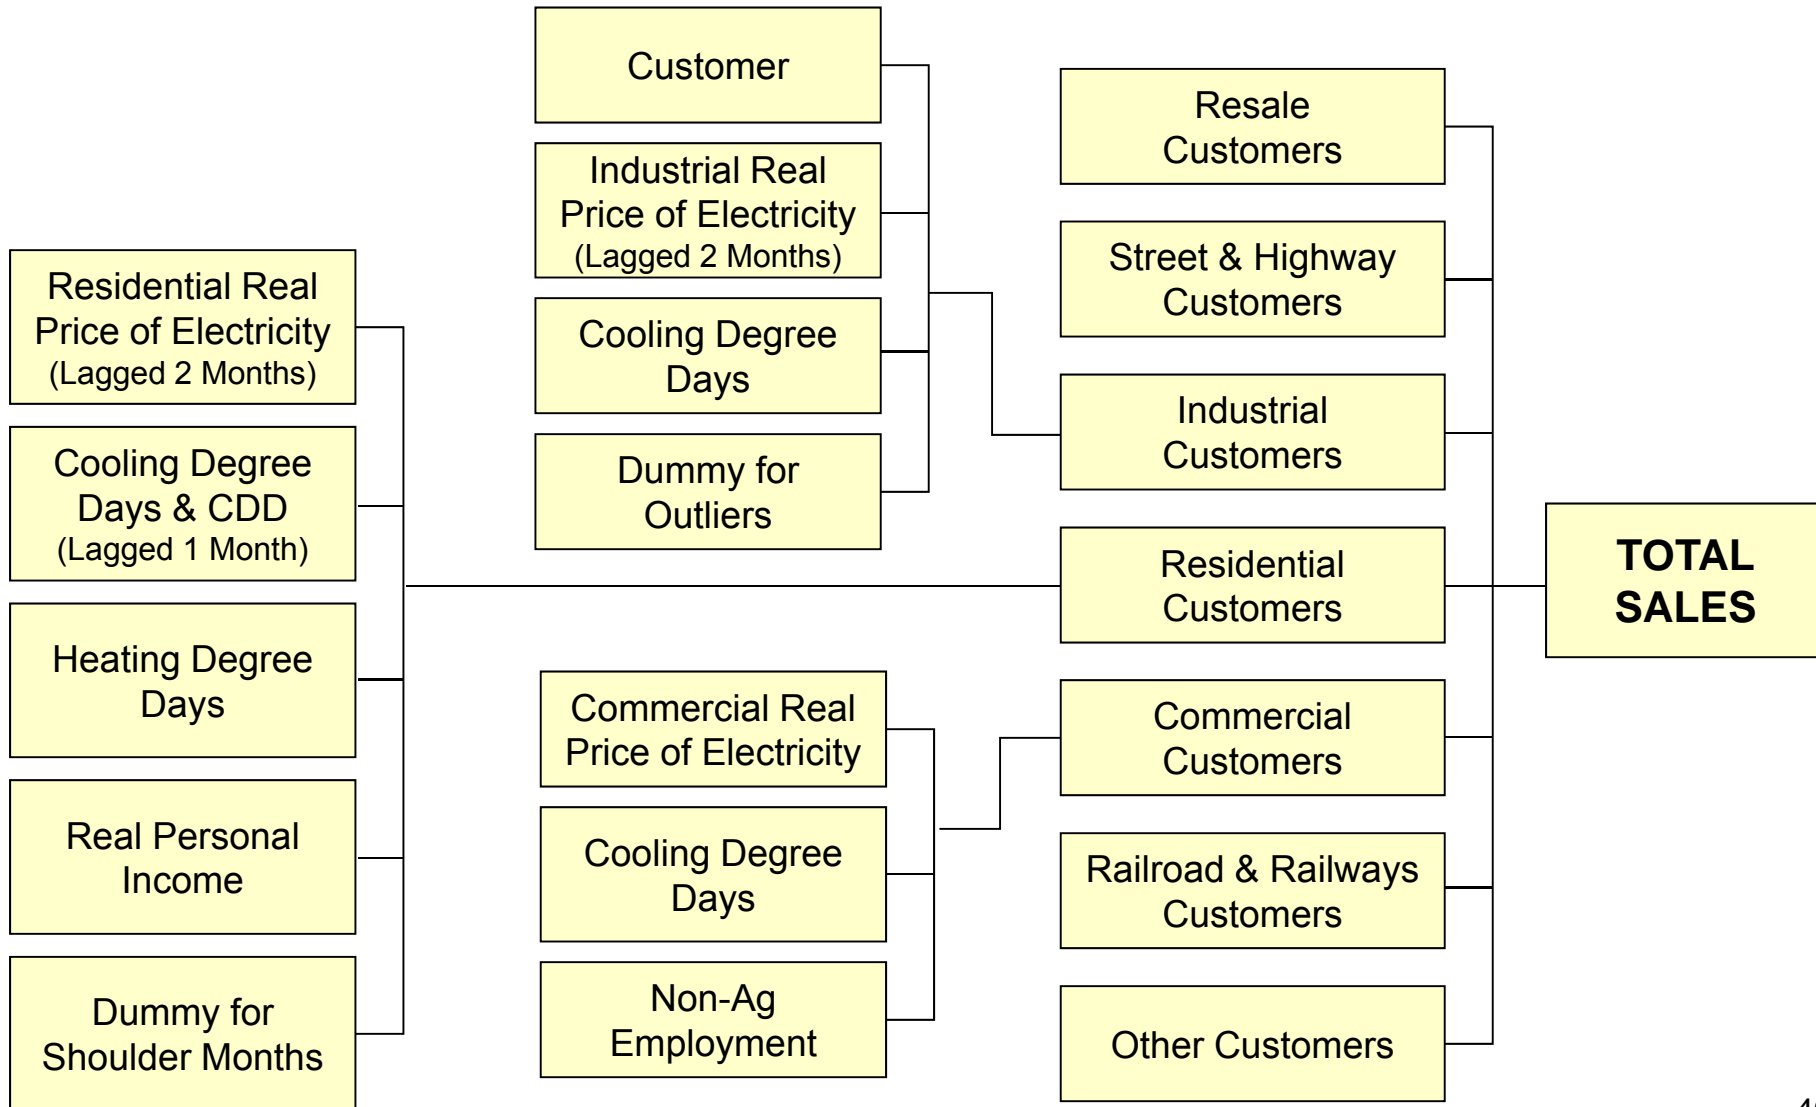 Customer
Industrial Real
Price of Electricity
(Lagged 2 Months)
Cooling Degree
Days
Dummy for
Outliers
Residential Real
Price of Electricity
(Lagged 2 Months)
Cooling Degree
Days & CDD
(Lagged 1 Month)
Heating Degree
Days
Real Personal
Income
Dummy for
Shoulder Months
Commercial Real
Price of Electricity
Cooling Degree
Days
Non-Ag
Employment
Resale
Customers
Street & Highway
Customers
Industrial
Customers
Residential
Customers
Commercial
Customers
Railroad & Railways
Customers
Other Customers
TOTAL
SALES